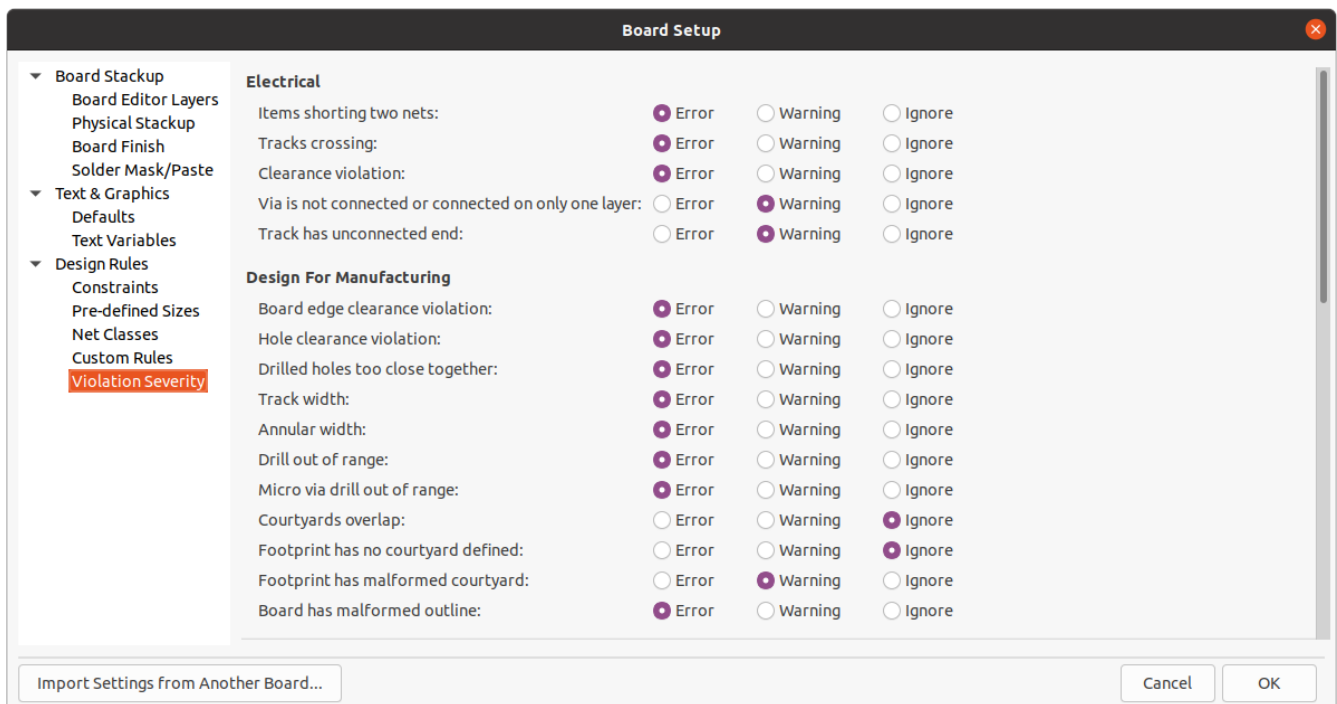 Board Setup
Board Stackup
Board Editor Layers
Physical Stackup
Board Finish
Solder Mask/Paste
Text & Graphics
Defaults
Text Variables
Design Rules
Constraints
Pre-defined Sizes
Net Classes
Custom Rules
Violation Severity
Electrical
Items shorting two nets: Error Warning Ignore
Tracks crossing: Error Warning Ignore
Clearance violation: Error Warning Ignore
Via is not connected or connected on only one layer: Error Warning Ignore
Track has unconnected end: Error Warning Ignore
Design For Manufacturing
Board edge clearance violation: Error Warning Ignore
Hole clearance violation: Error Warning Ignore
Drilled holes too close together: Error Warning Ignore
Track width: Error Warning Ignore
Annular width: Error Warning Ignore
Drill out of range: Error Warning Ignore
Micro via drill out of range: Error Warning Ignore
Courtyards overlap: Error Warning Ignore
Footprint has no courtyard defined: Error Warning Ignore
Footprint has malformed courtyard: Error Warning Ignore
Board has malformed outline: Error Warning Ignore
Import Settings from Another Board... Cancel OK